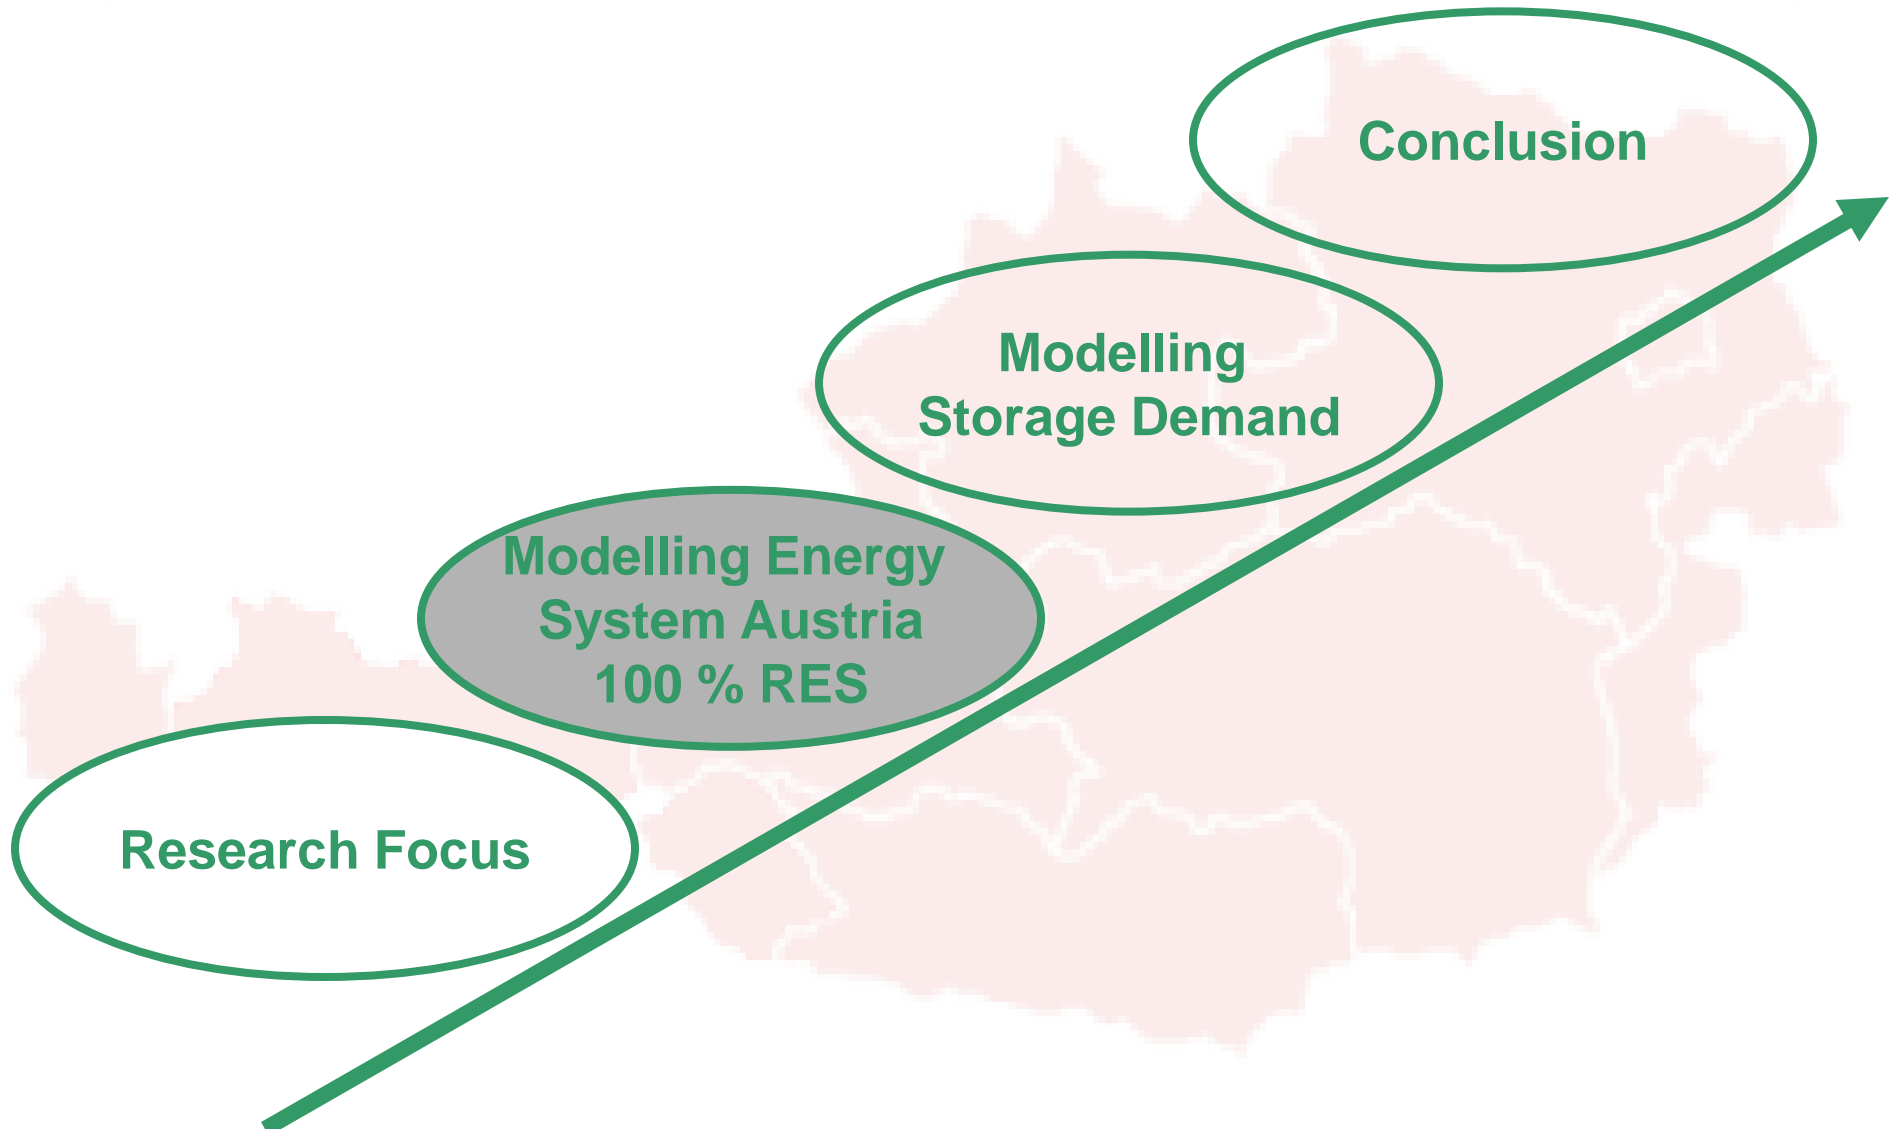 Conclusion
Modelling
Storage Demand
Modelling Energy
System Austria
100 % RES
Research Focus